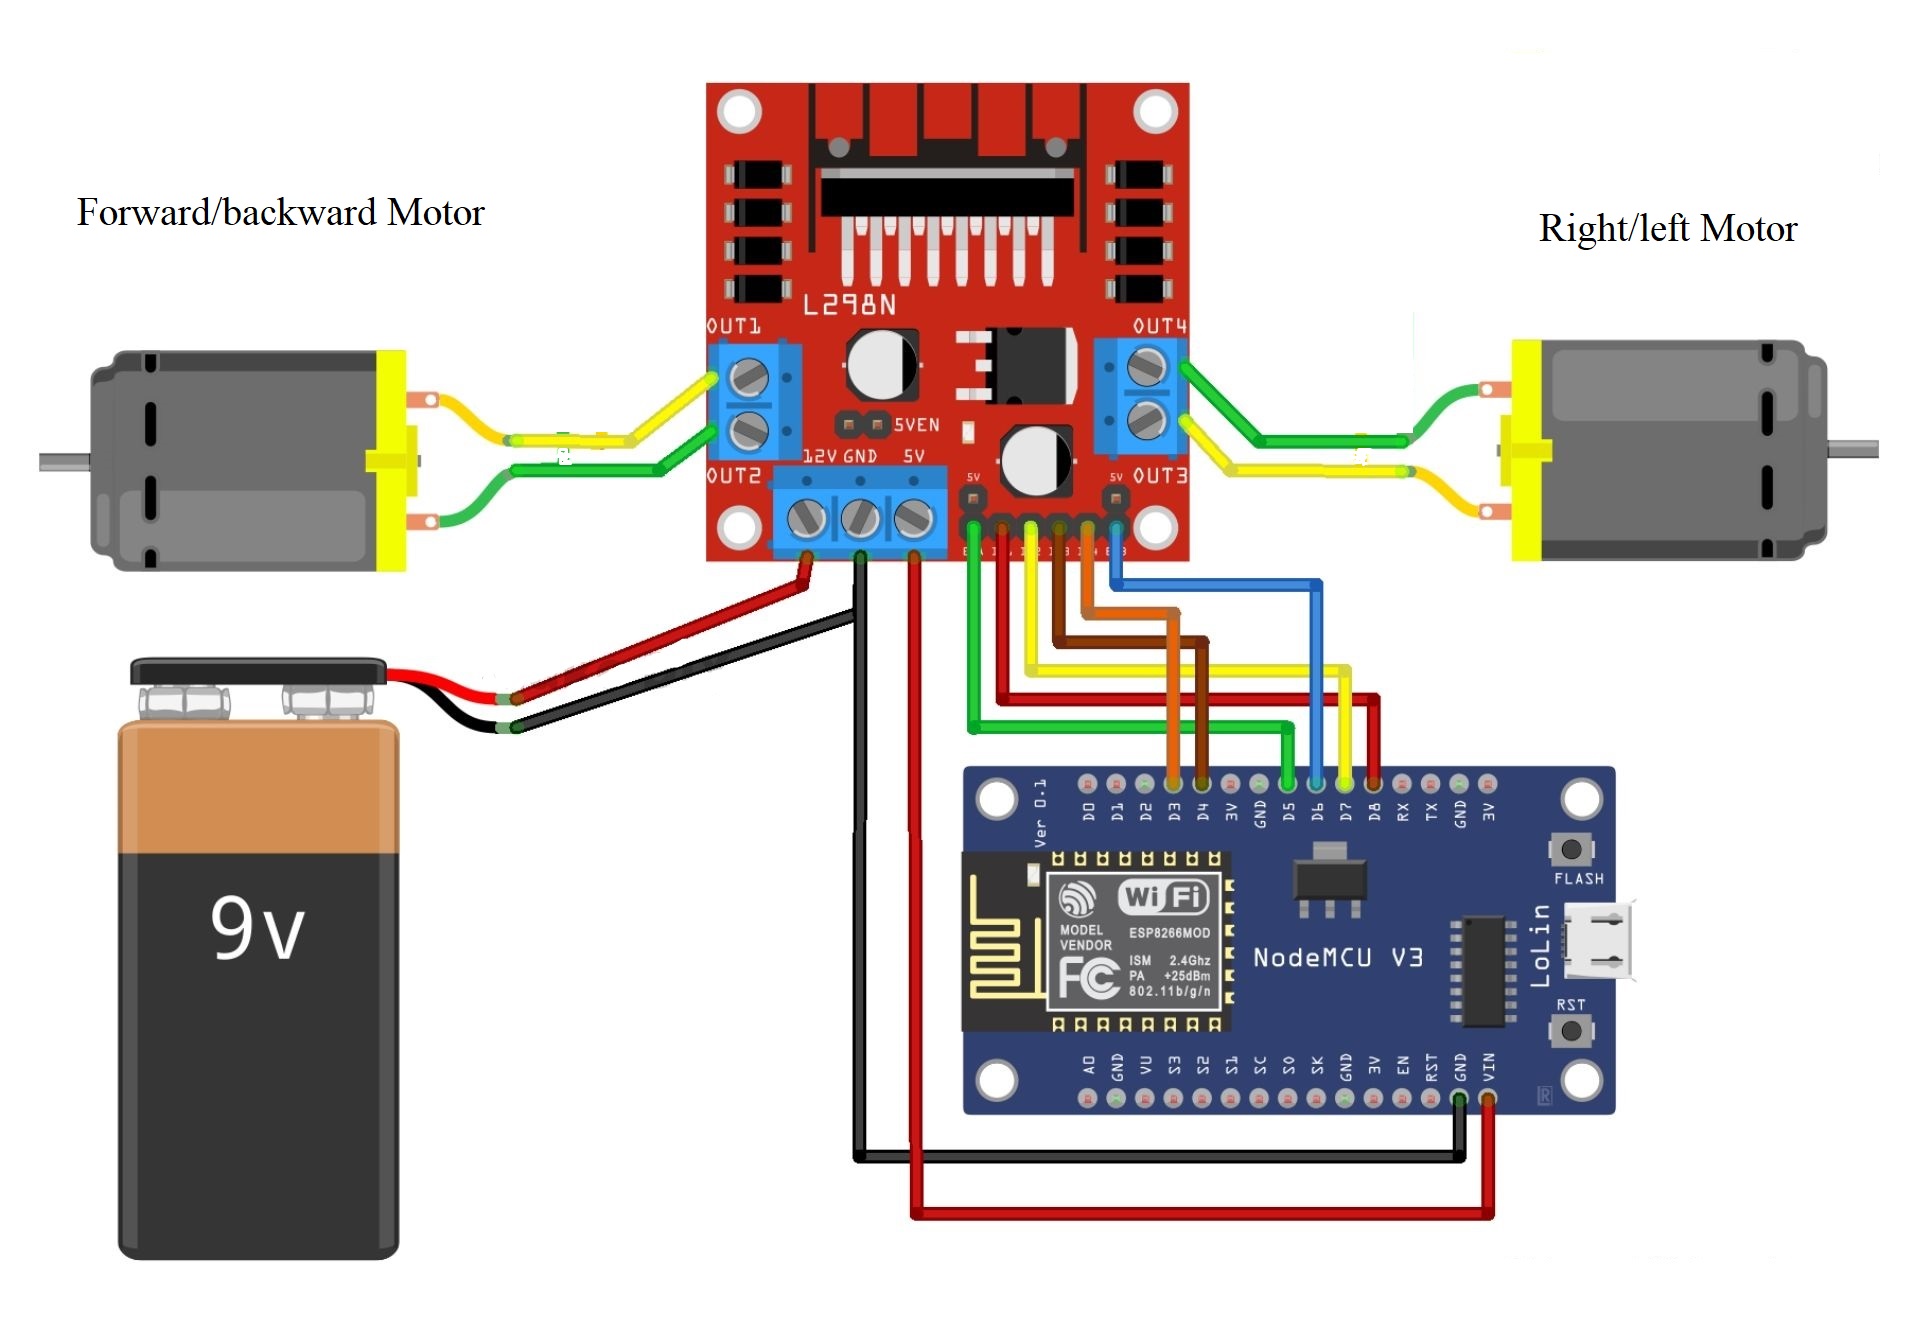 Forward/backward Motor
Right/left Motor
L298N
OUT1
OUT4
5VEN
12V GND 5V
OUT2
OUT3
5V
5V
9v
Ver 0.1
D0 D1 D2 D3 D4 3V GND D5 D6 D7 D8 RX TX GND 3V
FLASH
WiFi
MODEL
VENDOR
ESP8266MOD
FC
ISM 2.4Ghz
PA +25dBm
802.11b/g/n
NodeMCU V3
LoLin
RST
A0 GND VU S3 S2 S1 SC S0 SK GND 3V EN RST GND VIN
R